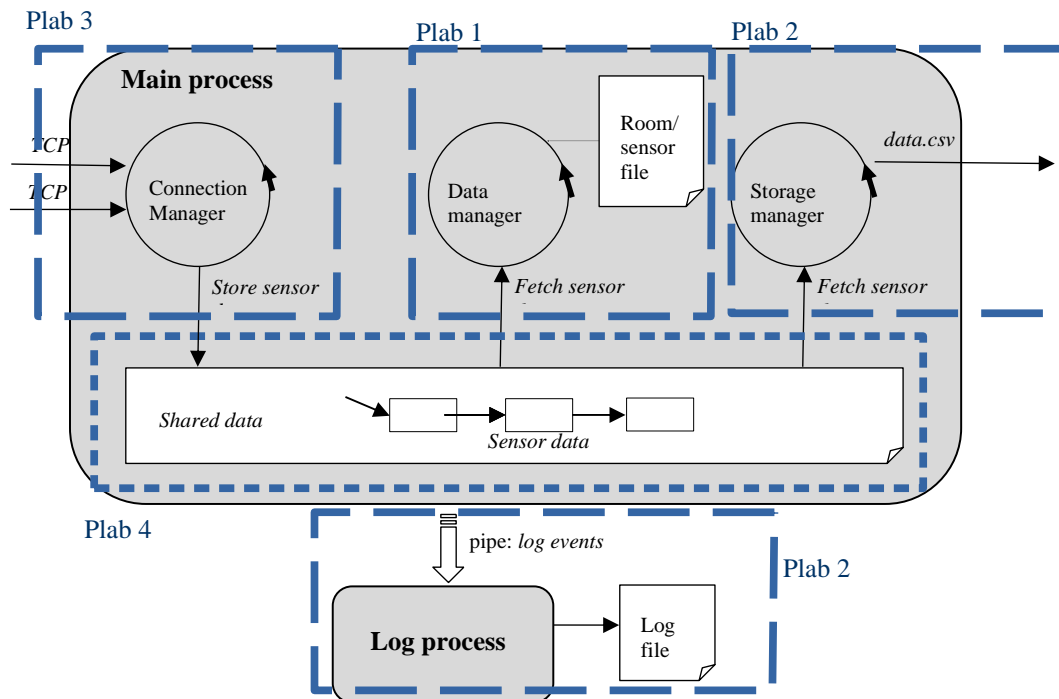 Plab 3
Plab 1
Plab 2
Main process
TCP
TCP
Connection
Manager
Data
manager
Room/
sensor
file
Storage
manager
data.csv
Store sensor
Fetch sensor
Fetch sensor
Shared data
Sensor data
Plab 4
pipe: log events
Plab 2
Log process
Log
file